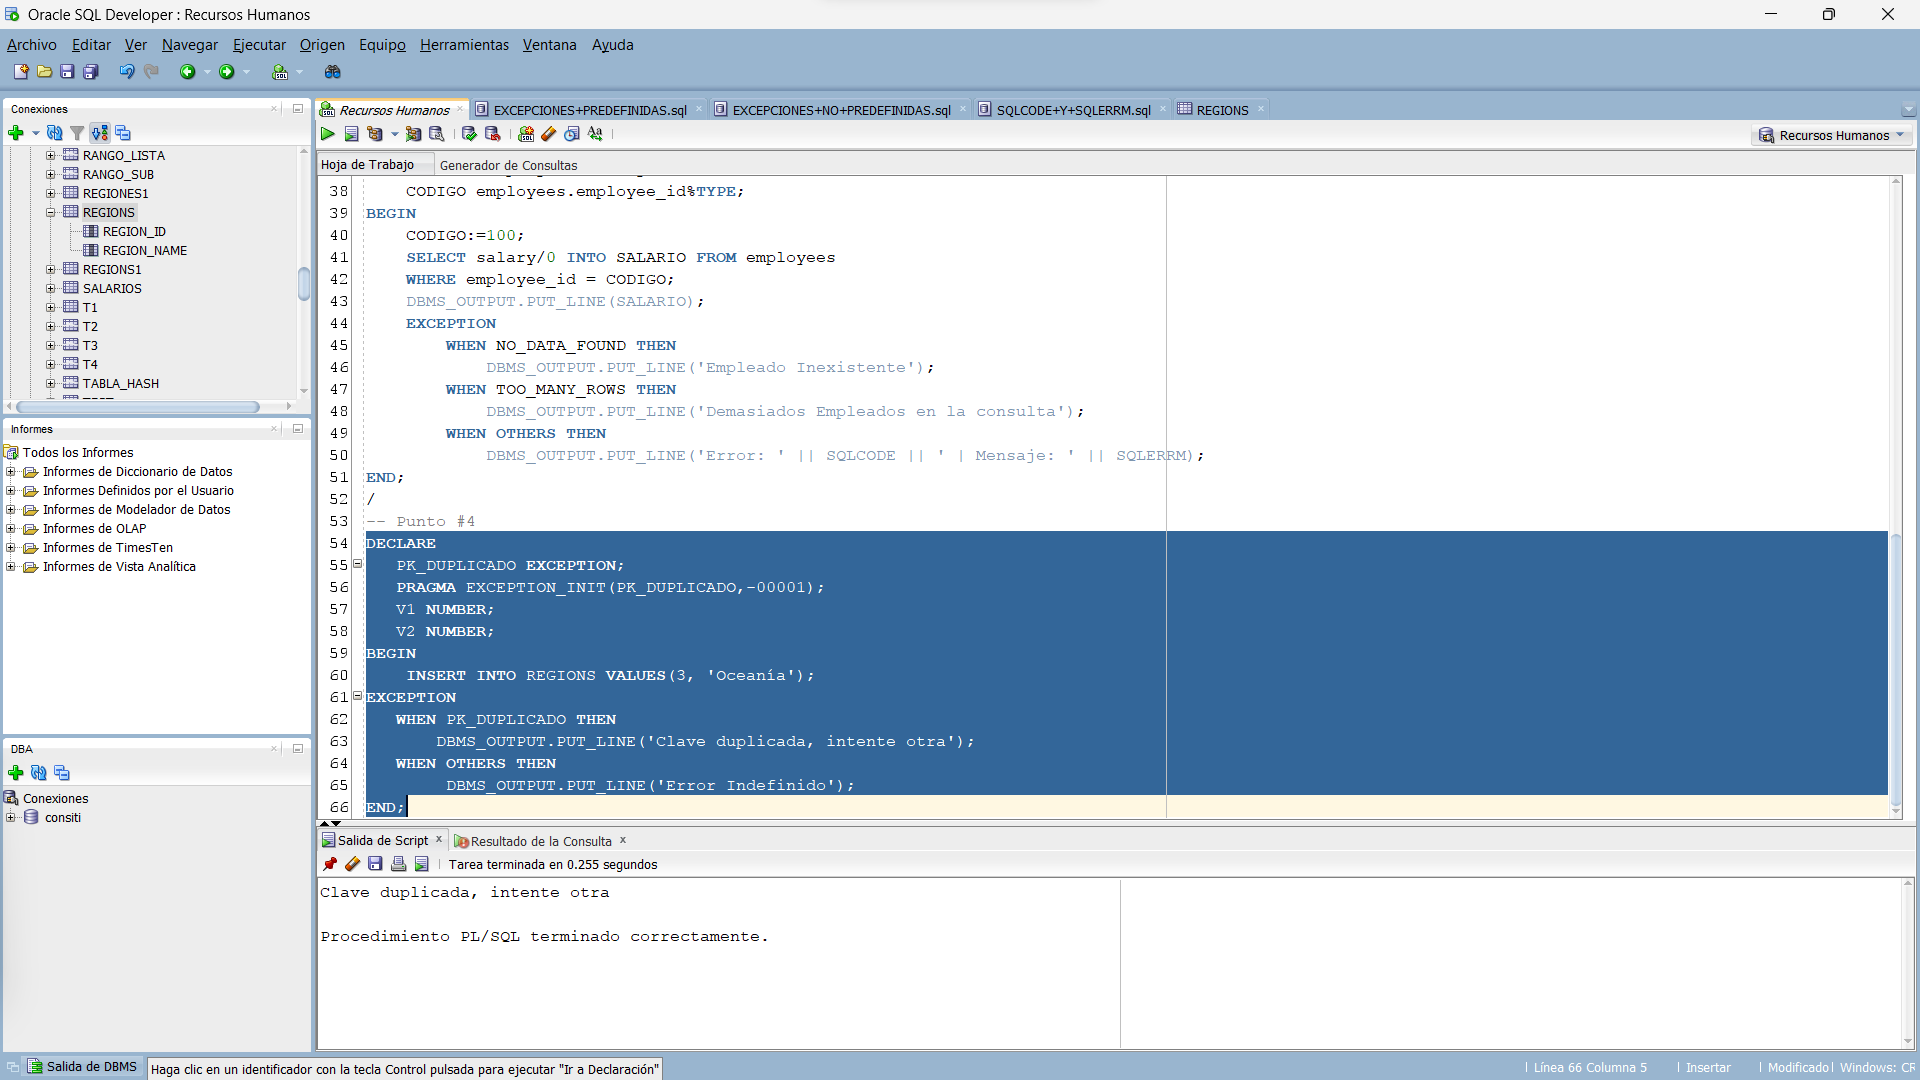 Oracle SQL Developer : Recursos Humanos
Archivo Editar Ver Navegar Ejecutar Origen Equipo Herramientas Ventana Ayuda
Conexiones
RANGO_LISTA
RANGO_SUB
REGIONES1
REGIONS
REGION_ID
REGION_NAME
REGIONS1
SALARIOS
T1
T2
T3
T4
TABLA_HASH
Informes
Todos los Informes
Informes de Diccionario de Datos
Informes Definidos por el Usuario
Informes de Modelador de Datos
Informes de OLAP
Informes de TimesTen
Informes de Vista Analítica
DBA
Conexiones
consiti
Recursos Humanos EXCEPCIONES+PREDEFINIDAS.sql EXCEPCIONES+NO+PREDEFINIDAS.sql SQLCODE+Y+SQLERRM.sql REGIONS
Recursos Humanos
Hoja de Trabajo Generador de Consultas
38 CODIGO employees.employee_id%TYPE;
39 BEGIN
40 CODIGO:=100;
41 SELECT salary/0 INTO SALARIO FROM employees
42 WHERE employee_id = CODIGO;
43 DBMS_OUTPUT.PUT_LINE(SALARIO);
44 EXCEPTION
45 WHEN NO_DATA_FOUND THEN
46 DBMS_OUTPUT.PUT_LINE('Empleado Inexistente');
47 WHEN TOO_MANY_ROWS THEN
48 DBMS_OUTPUT.PUT_LINE('Demasiados Empleados en la consulta');
49 WHEN OTHERS THEN
50 DBMS_OUTPUT.PUT_LINE('Error: ' || SQLCODE || ' | Mensaje: ' || SQLERRM);
51 END;
52 /
53 -- Punto #4
54 DECLARE
55 PK_DUPLICADO EXCEPTION;
56 PRAGMA EXCEPTION_INIT(PK_DUPLICADO,-00001);
57 V1 NUMBER;
58 V2 NUMBER;
59 BEGIN
60 INSERT INTO REGIONS VALUES(3, 'Oceanía');
61 EXCEPTION
62 WHEN PK_DUPLICADO THEN
63 DBMS_OUTPUT.PUT_LINE('Clave duplicada, intente otra');
64 WHEN OTHERS THEN
65 DBMS_OUTPUT.PUT_LINE('Error Indefinido');
66 END;
Salida de Script Resultado de la Consulta
Tarea terminada en 0.255 segundos
Clave duplicada, intente otra
Procedimiento PL/SQL terminado correctamente.
Salida de DBMS Haga clic en un identificador con la tecla Control pulsada para ejecutar "Ir a Declaración" Línea 66 Columna 5 Insertar Modificado Windows: CR